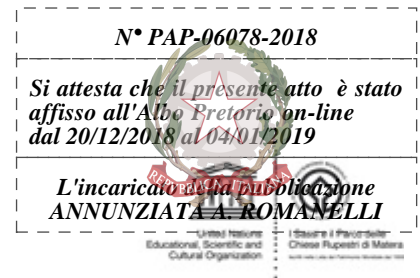 N° PAP-06078-2018
Si attesta che il presente atto è stato
affisso all'Albo Pretorio on-line
dal 20/12/2018 al 04/01/2019
L'incaricato della pubblicazione
ANNUNZIATA A. ROMANELLI
REPVBBLICA ITALIANA
United Nations
Educational, Scientific and
Cultural Organization
I Sassi e il Parco delle
Chiese Rupestri di Matera